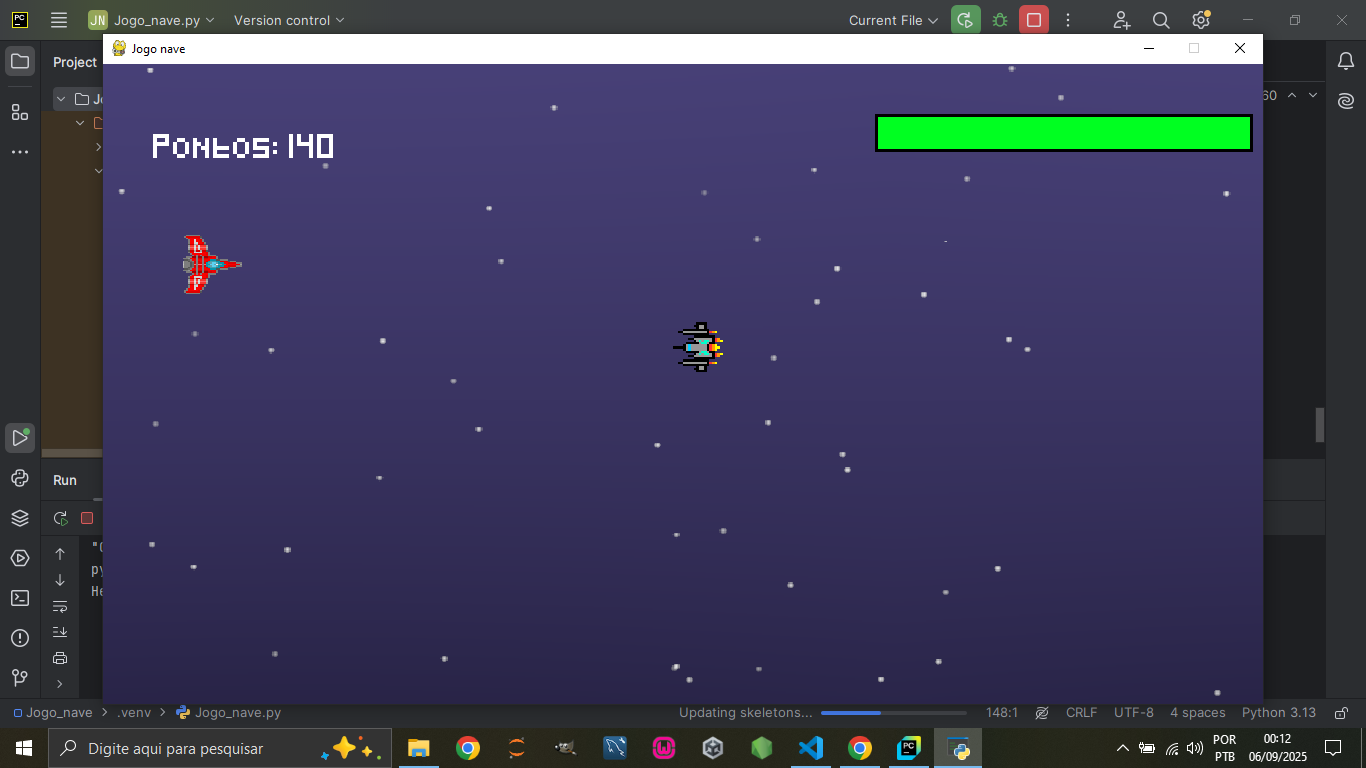 PC
JN Jogo_nave.py
Version control
Current File
Jogo nave
Project
60
Pontos: 140
Run
Jogo_nave > .venv > Jogo_nave.py
Updating skeletons...
148:1
CRLF
UTF-8
4 spaces
Python 3.13
Digite aqui para pesquisar
PC
POR
PTB
00:12
06/09/2025